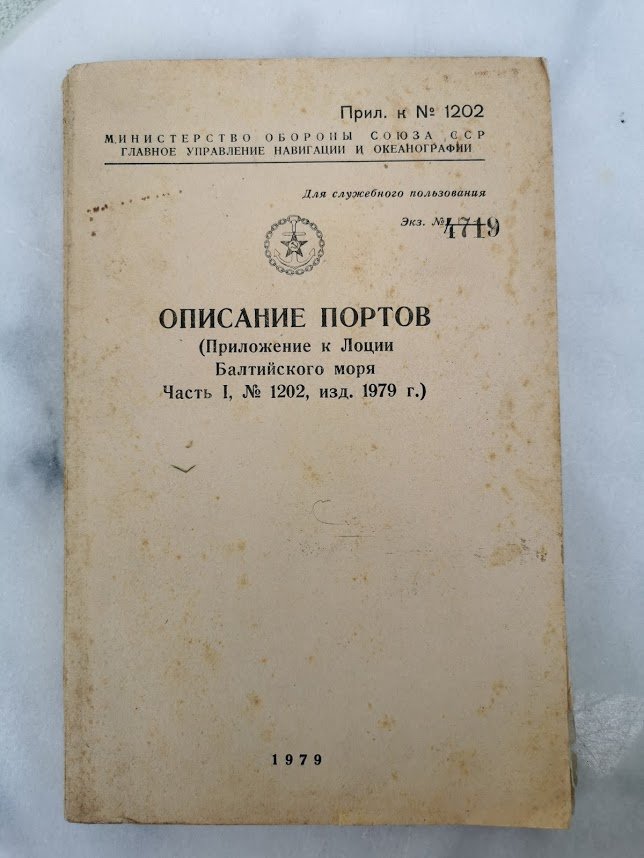 Прил. к № 1202
МИНИСТЕРСТВО ОБОРОНЫ СОЮЗА ССР
ГЛАВНОЕ УПРАВЛЕНИЕ НАВИГАЦИИ И ОКЕАНОГРАФИИ
Для служебного пользования
Экз. № 4719
ОПИСАНИЕ ПОРТОВ
(Приложение к Лоции
Балтийского моря
Часть I, № 1202, изд. 1979 г.)
1979